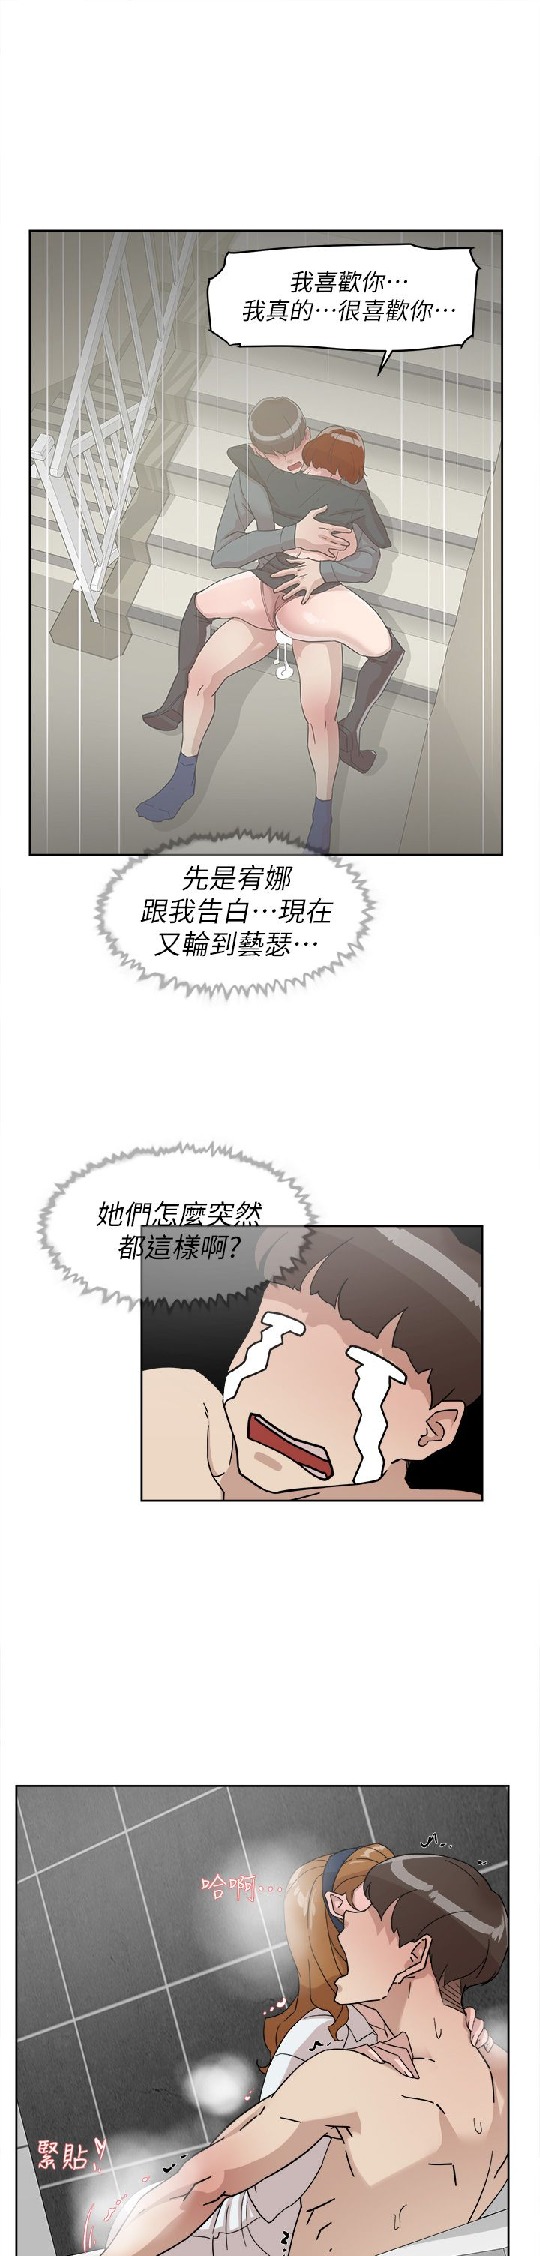 我喜歡你⋯
我真的⋯很喜歡你⋯
先是宥娜
跟我告白⋯現在
又輪到藝瑟⋯
她們怎麼突然
都這樣啊?
哈啊⋯
緊貼